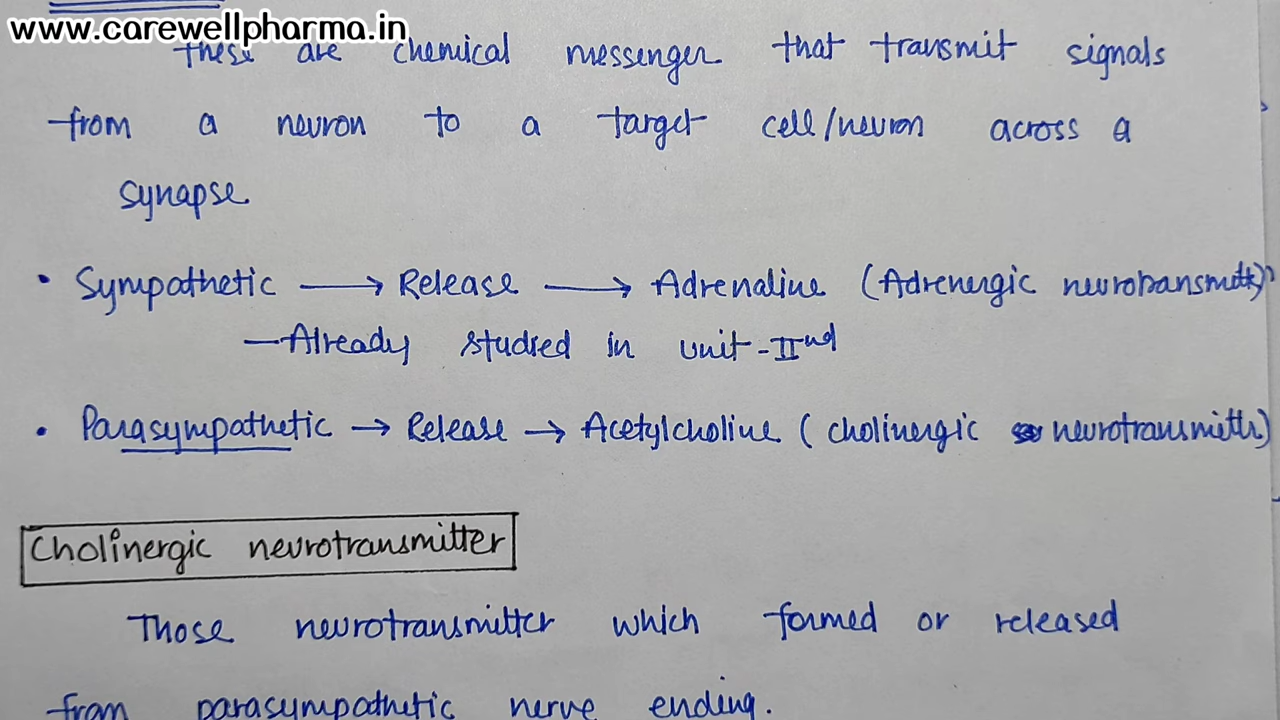 www.carewellpharma.in
These are chemical messenger that transmit signals
from a neuron to a target cell/neuron across a
synapse
• Sympathetic → Release → Adrenaline (Adrenergic neurotransmitter)
— Already studied in unit-IInd
• Parasympathetic → Release → Acetylcholine (cholinergic neurotransmitter)
Cholinergic neurotransmitter
Those neurotransmitter which formed or released
from parasympathetic nerve ending.